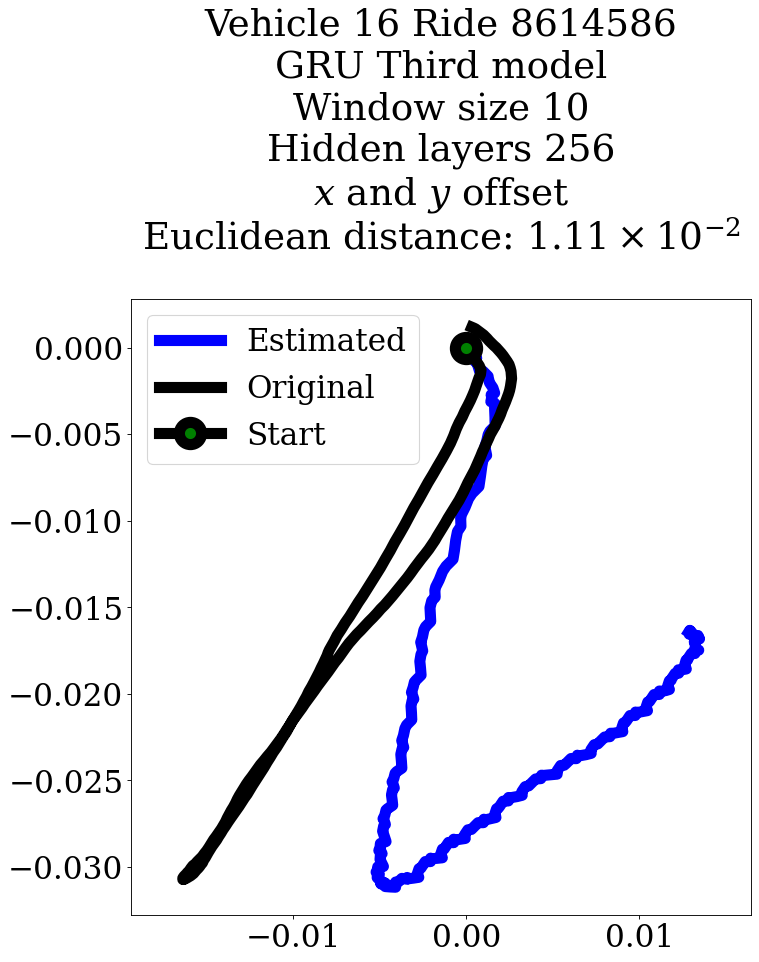 Vehicle 16 Ride 8614586
GRU Third model
Window size 10
Hidden layers 256
x and y offset
Euclidean distance: 1.11 × 10⁻²
Estimated
Original
Start
0.000
−0.005
−0.010
−0.015
−0.020
−0.025
−0.030
−0.01 0.00 0.01